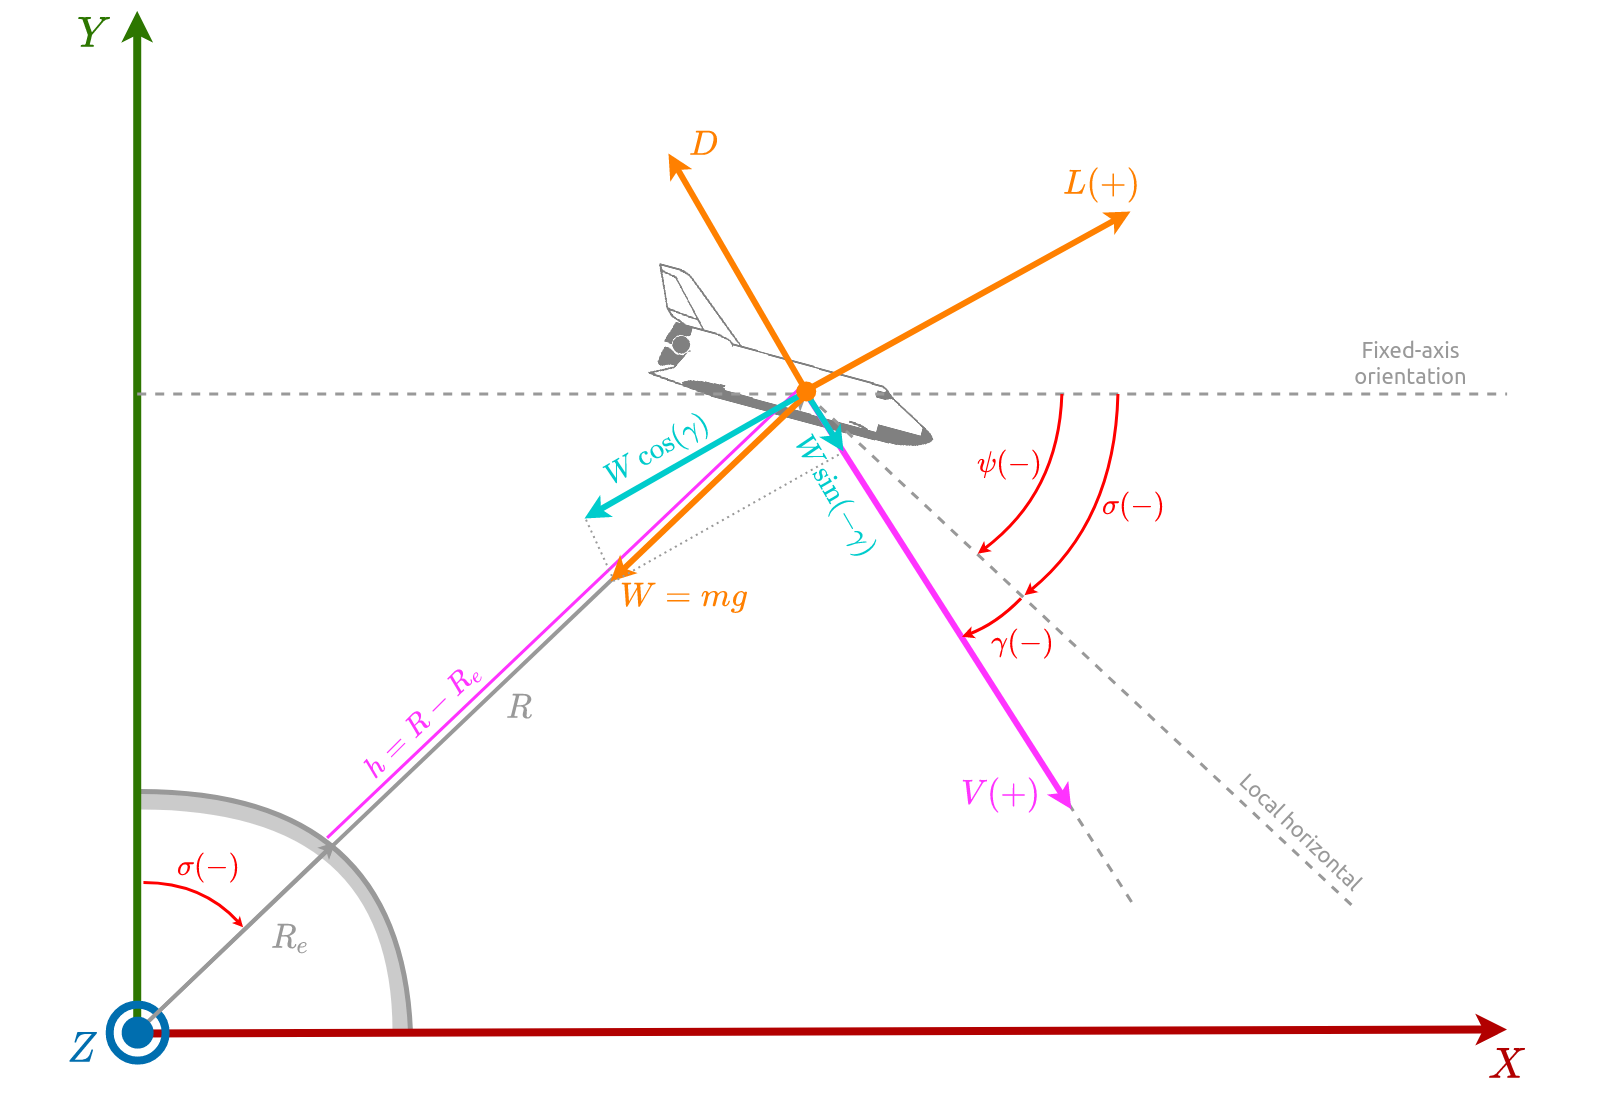 Y
D
L(+)
Fixed-axis
orientation
W cos(γ)
ψ(−)
W sin(−γ)
σ(−)
W = mg
γ(−)
h = R − Rₑ
R
V(+)
Local horizontal
σ(−)
Rₑ
Z
X